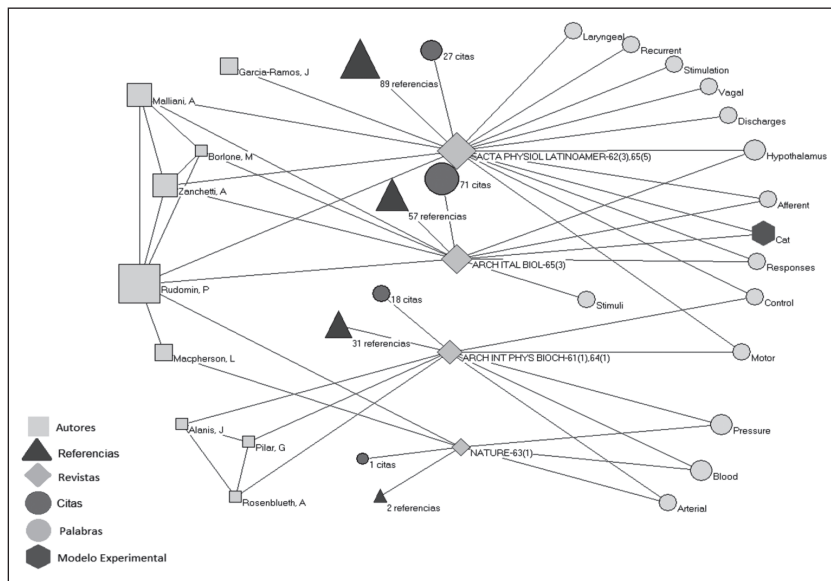 Laryngeal
Recurrent
Stimulation
Vagal
Discharges
Hypothalamus
Afferent
Cat
Responses
Control
Motor
Pressure
Blood
Arterial
Stimuli
27 citas
89 referencias
Garcia-Ramos, J
Malliani, A
Borlone, M
Zanchetti, A
ACTA PHYSIOL LATINOAMER-62(3),65(5)
71 citas
57 referencias
ARCH ITAL BIOL-65(3)
Rudomin, P
18 citas
31 referencias
ARCH INT PHYS BIOCH-61(1),64(1)
Macpherson, L
Alanis, J
Pilar, G
Rosenblueth, A
NATURE-63(1)
1 citas
2 referencias
Autores
Referencias
Revistas
Citas
Palabras
Modelo Experimental